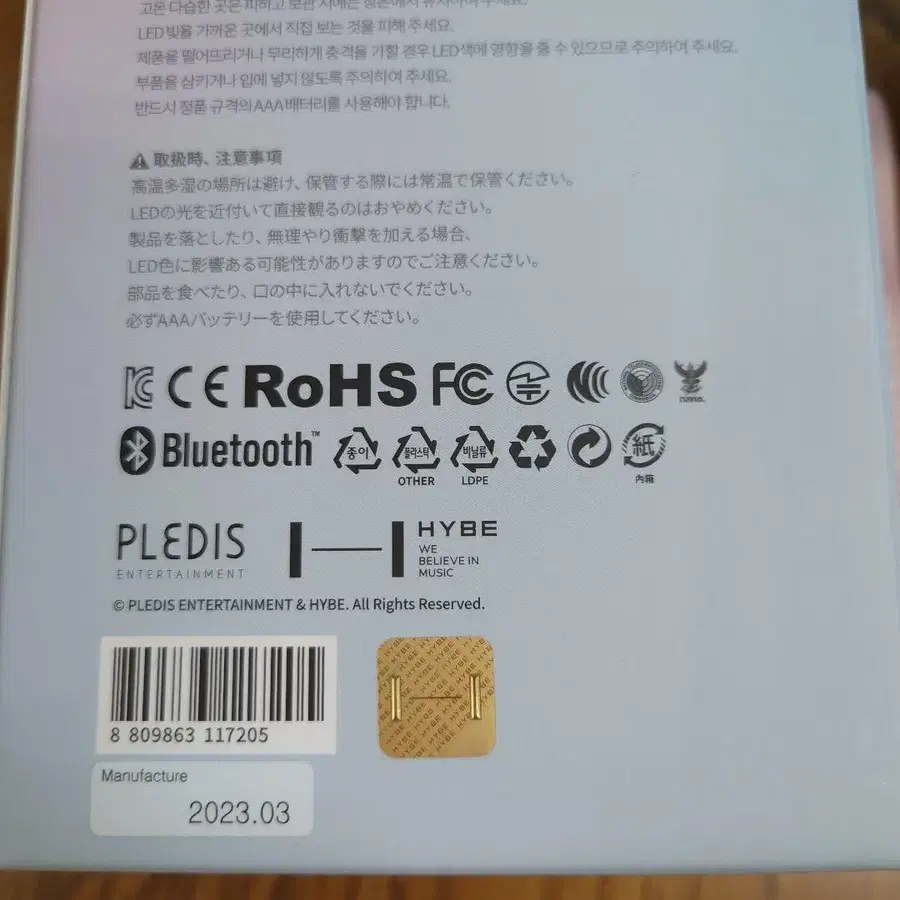 고온 다습한 곳은 피하고 보관 시에는 상온에서 유지하여 주세요.
LED 빛을 가까운 곳에서 직접 보는 것을 피해 주세요.
제품을 떨어뜨리거나 무리하게 충격을 가할 경우 LED색에 영향을 줄 수 있으므로 주의하여 주세요.
부품을 삼키거나 입에 넣지 않도록 주의하여 주세요.
반드시 정품 규격의 AAA 배터리를 사용해야 합니다.
取扱時、注意事項
高温多湿の場所は避け、保管する際には常温で保管ください。
LEDの光を近付いて直接観るのはおやめください。
製品を落としたり、無理やり衝撃を加える場合、
LED色に影響ある可能性がありますのでご注意ください。
部品を食べたり、口の中に入れないでください。
必ずAAAバッテリーを使用してください。
CE RoHS FC
Bluetooth™ 종이 플라스틱 비닐류 紙
OTHER LDPE 内箱
PLEDIS
ENTERTAINMENT
HYBE
WE
BELIEVE IN
MUSIC
© PLEDIS ENTERTAINMENT & HYBE. All Rights Reserved.
8 809863 117205
HYBE
Manufacture
2023.03